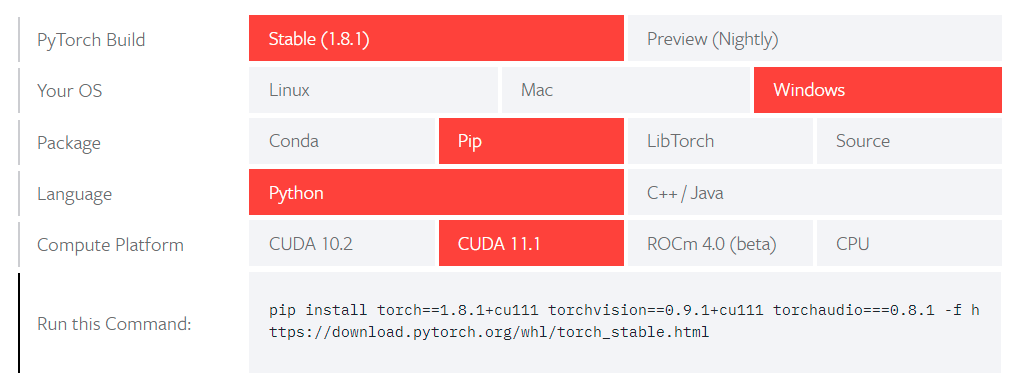 PyTorch Build Stable (1.8.1) Preview (Nightly)
Your OS Linux Mac Windows
Package Conda Pip LibTorch Source
Language Python C++ / Java
Compute Platform CUDA 10.2 CUDA 11.1 ROCm 4.0 (beta) CPU
Run this Command:
pip install torch==1.8.1+cu111 torchvision==0.9.1+cu111 torchaudio===0.8.1 -f h
ttps://download.pytorch.org/whl/torch_stable.html